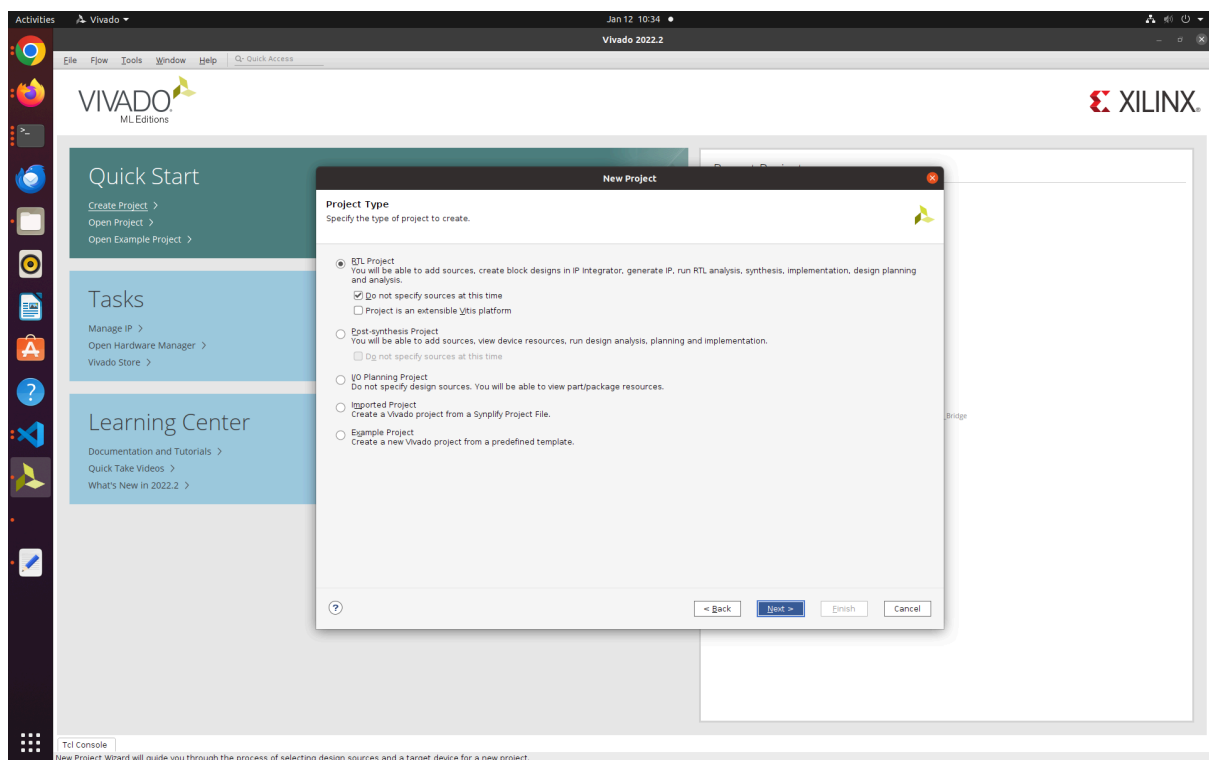 Activities
Vivado
Jan 12 10:34
Vivado 2022.2
File Flow Tools Window Help
Quick Access
VIVADO.
ML Editions
XILINX.
Quick Start
Create Project >
Open Project >
Open Example Project >
Tasks
Manage IP >
Open Hardware Manager >
Vivado Store >
Learning Center
Documentation and Tutorials >
Quick Take Videos >
What's New in 2022.2 >
New Project
Project Type
Specify the type of project to create.
RTL Project
You will be able to add sources, create block designs in IP Integrator, generate IP, run RTL analysis, synthesis, implementation, design planning
and analysis.
Do not specify sources at this time
Project is an extensible Vitis platform
Post-synthesis Project
You will be able to add sources, view device resources, run design analysis, planning and implementation.
Do not specify sources at this time
I/O Planning Project
Do not specify design sources. You will be able to view part/package resources.
Imported Project
Create a Vivado project from a Synplify Project File.
Example Project
Create a new Vivado project from a predefined template.
_Bridge
? < Back Next > Finish Cancel
Tcl Console
New Project Wizard will guide you through the process of selecting design sources and a target device for a new project.